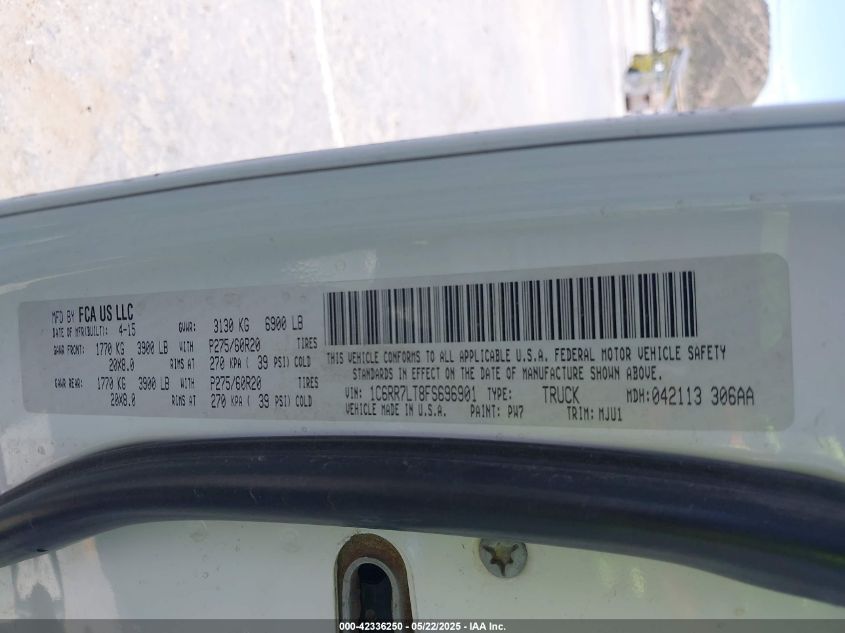 MFD BY FCA US LLC
DATE OF MFR(BUILT): 4-15 GVWR: 3130 KG 6900 LB
GAWR FRONT: 1770 KG 3900 LB WITH P275/60R20 TIRES
20X8.0 RIMS AT 270 KPA ( 39 PSI) COLD
GAWR REAR: 1770 KG 3900 LB WITH P275/60R20 TIRES
20X8.0 RIMS AT 270 KPA ( 39 PSI) COLD
THIS VEHICLE CONFORMS TO ALL APPLICABLE U.S.A. FEDERAL MOTOR VEHICLE SAFETY
STANDARDS IN EFFECT ON THE DATE OF MANUFACTURE SHOWN ABOVE.
VIN: 1C6RR7LT8FS696901 TYPE: TRUCK MDH:042113 306AA
VEHICLE MADE IN U.S.A. PAINT: PW7 TRIM: MJU1
000-42336250 - 05/22/2025 - IAA Inc.